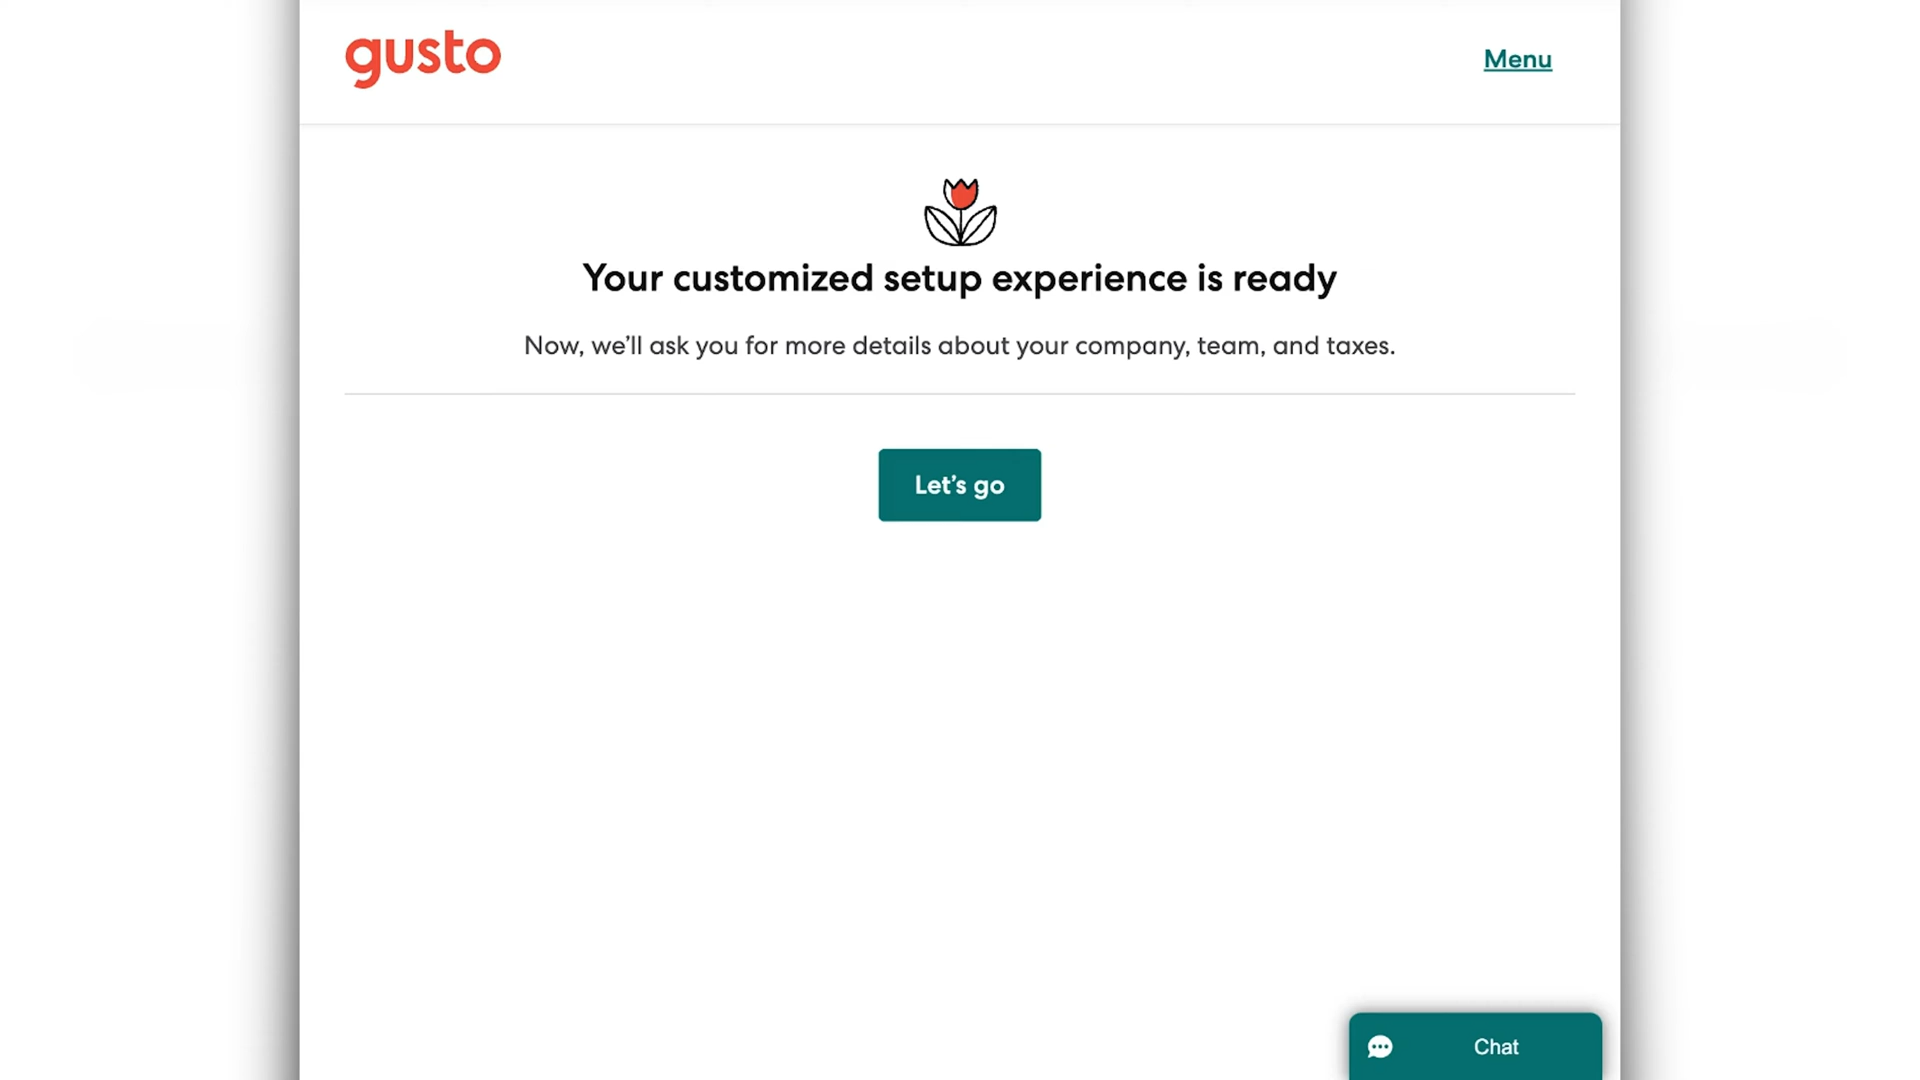 gusto
Menu
Your customized setup experience is ready
Now, we’ll ask you for more details about your company, team, and taxes.
Let’s go
Chat